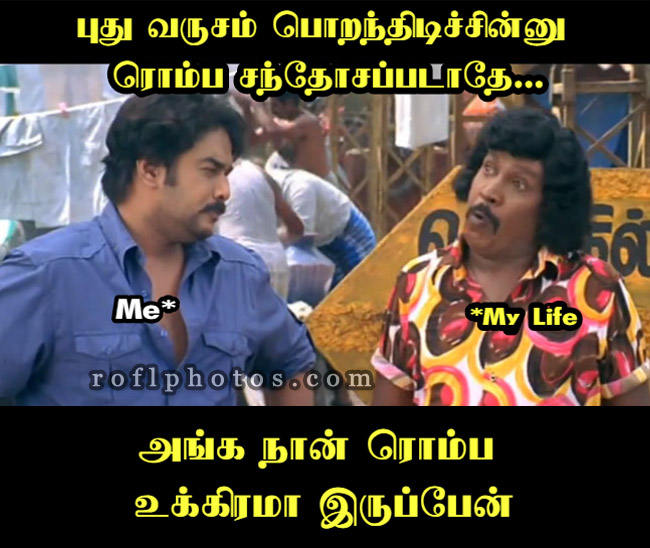 புது வருசம் பொறந்திடிச்சின்னு
ரொம்ப சந்தோசப்படாதே...
Me*
*My Life
roflphotos.com
அங்க நான் ரொம்ப
உக்கிரமா இருப்பேன்